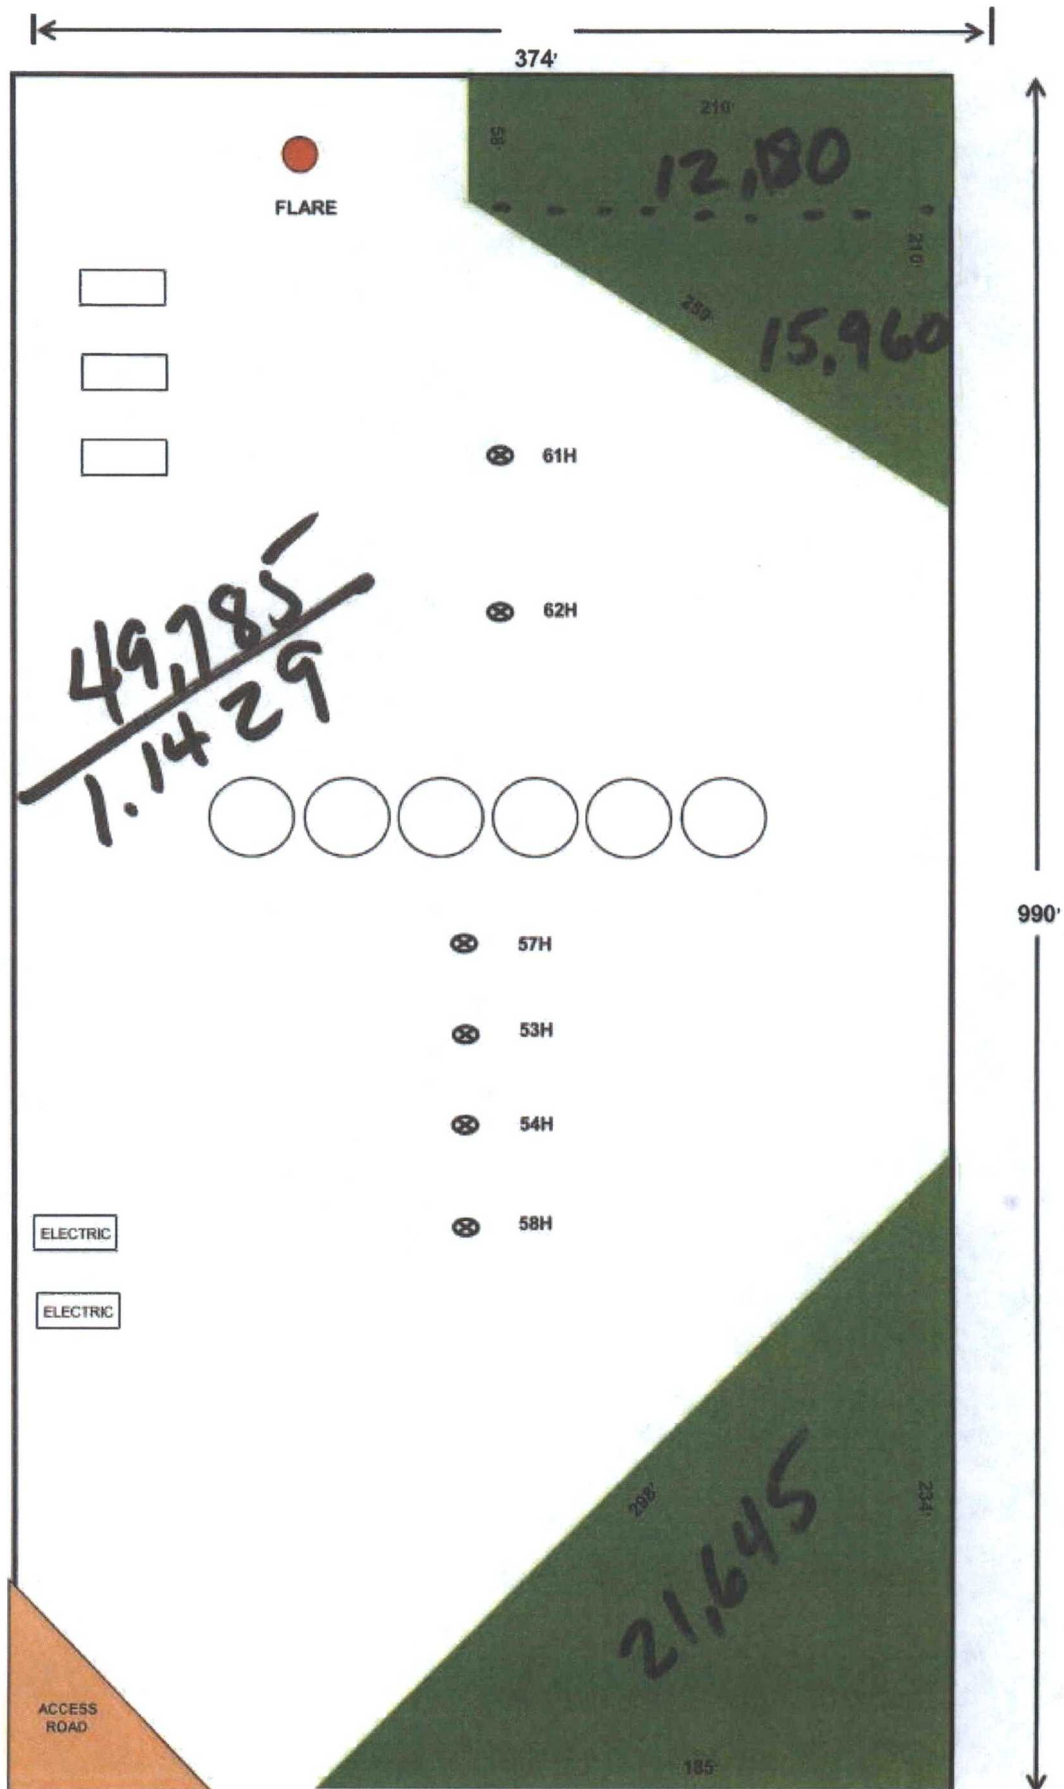 374'
210'
58'
12,180
FLARE
210'
259'
15,960
61H
49,785
1.1429
62H
990'
57H
53H
54H
58H
ELECTRIC
ELECTRIC
298'
234'
21,645
ACCESS
ROAD
185'